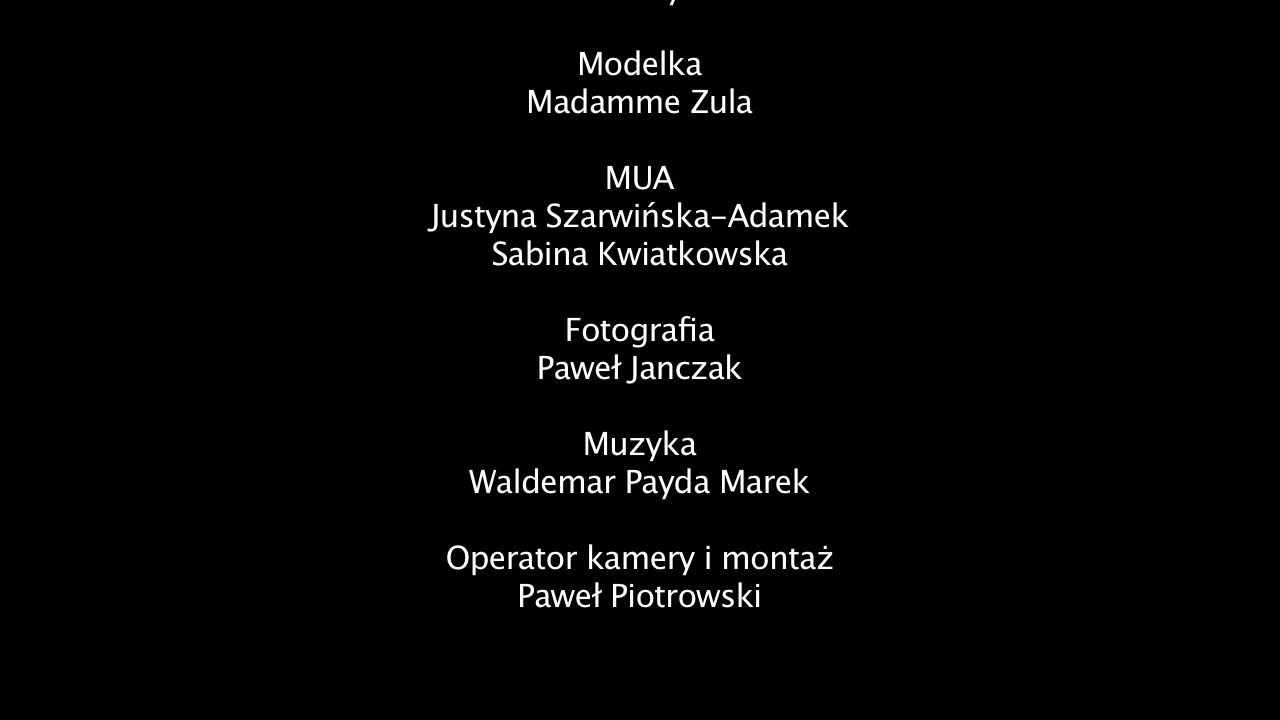 Modelka
Madamme Zula
MUA
Justyna Szarwińska-Adamek
Sabina Kwiatkowska
Fotografia
Paweł Janczak
Muzyka
Waldemar Payda Marek
Operator kamery i montaż
Paweł Piotrowski